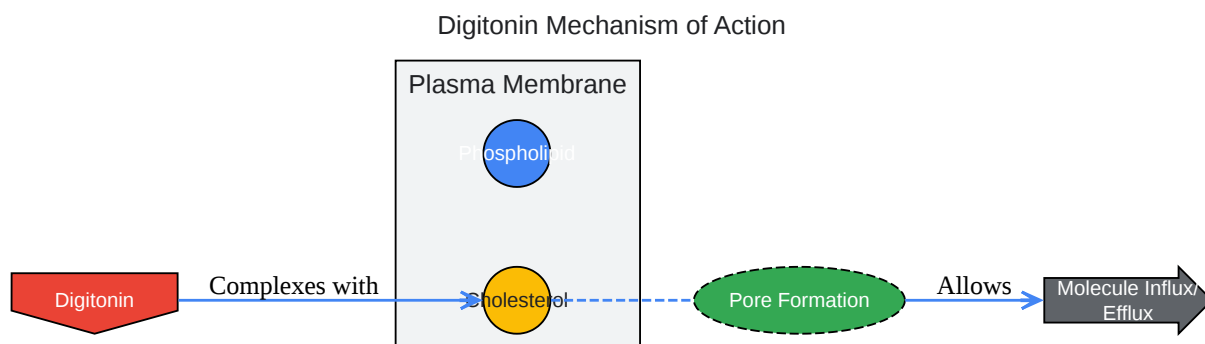 Digitonin Mechanism of Action
Plasma Membrane
Phospholipid
Digitonin
Complexes with
Cholesterol
Pore Formation
Allows
Molecule Influx/
Efflux